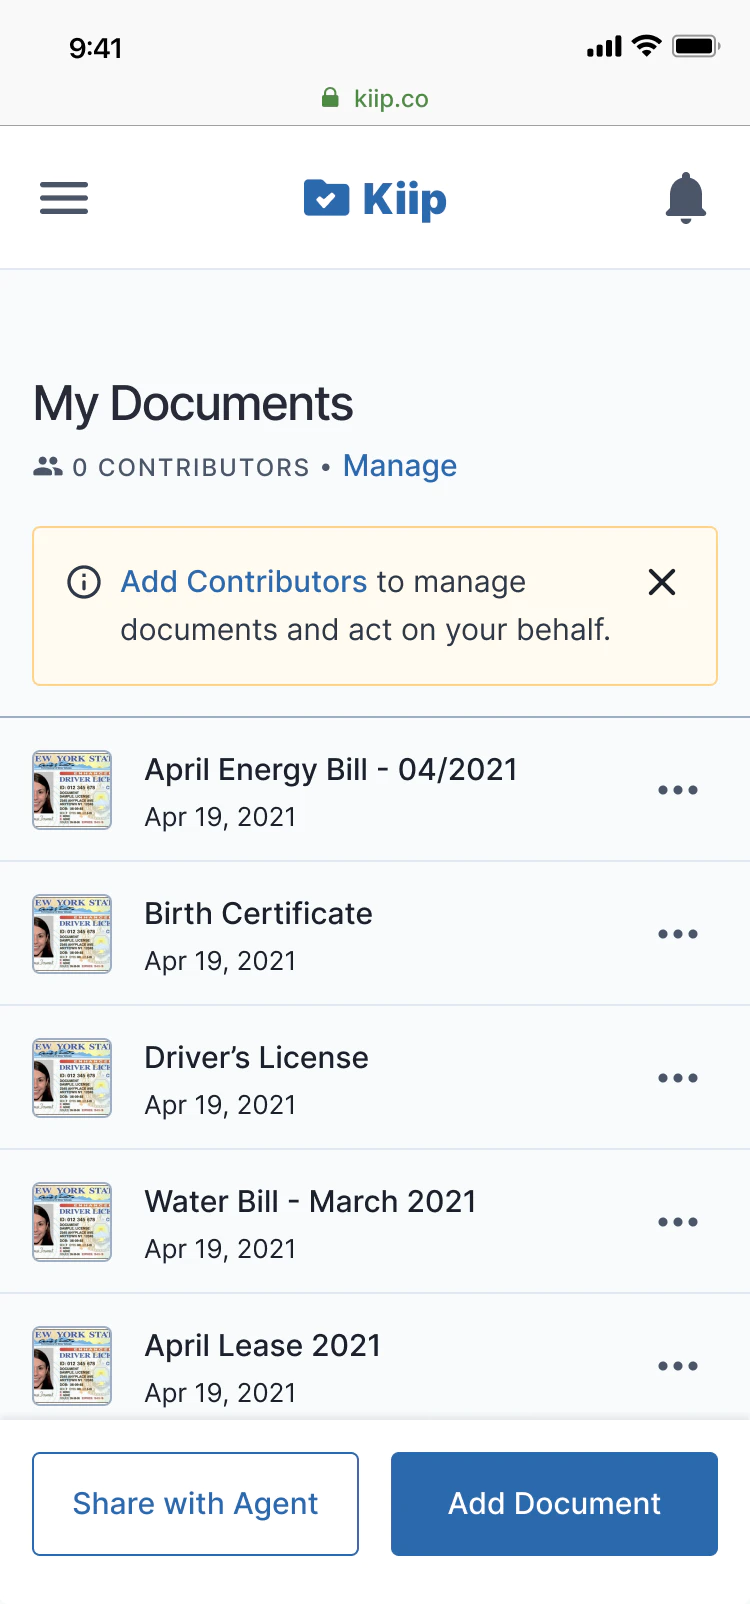 9:41
kiip.co
Kiip
My Documents
0 CONTRIBUTORS • Manage
Add Contributors to manage
documents and act on your behalf.
April Energy Bill - 04/2021
Apr 19, 2021
Birth Certificate
Apr 19, 2021
Driver’s License
Apr 19, 2021
Water Bill - March 2021
Apr 19, 2021
April Lease 2021
Apr 19, 2021
Share with Agent
Add Document